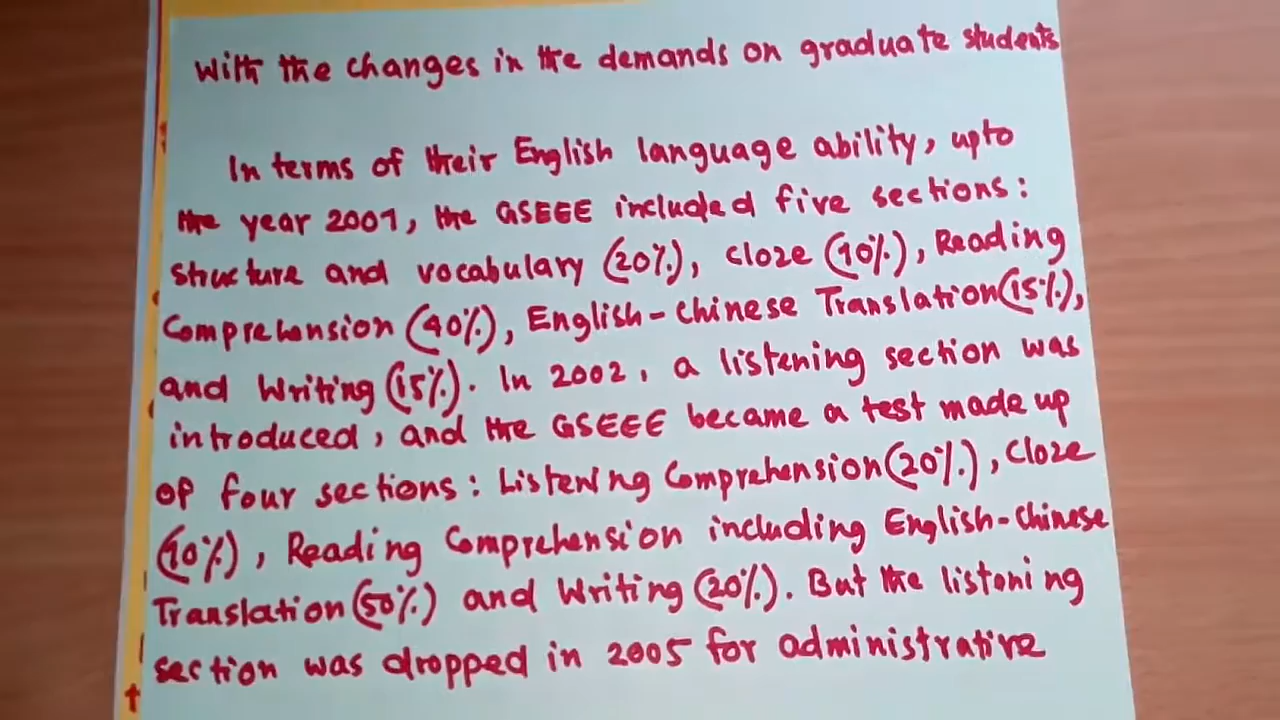 With the changes in the demands on graduate students
In terms of their English language ability, upto
the year 2001, the GSEEE included five sections:
structure and vocabulary (20%), Cloze (10%), Reading
Comprehension (40%), English-Chinese Translation (15%),
and Writing (15%). In 2002, a listening section was
introduced, and the GSEEE became a test made up
of four sections: Listening Comprehension (20%), Cloze
(10%), Reading Comprehension including English-Chinese
Translation (50%) and Writing (20%). But the listening
section was dropped in 2005 for administrative